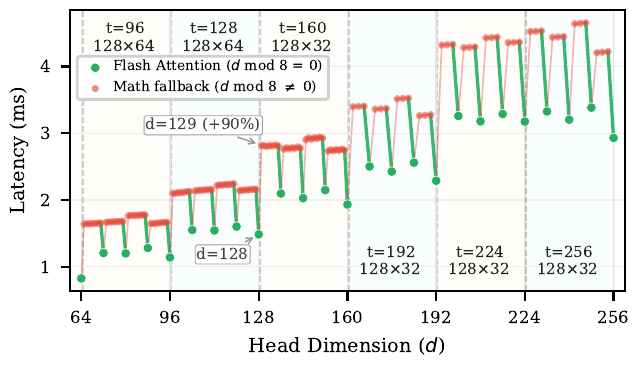 t=96
128×64
t=128
128×64
t=160
128×32
Flash Attention (d mod 8 = 0)
Math fallback (d mod 8 ≠ 0)
d=129 (+90%)
d=128
t=192
128×32
t=224
128×32
t=256
128×32
4
3
2
1
Latency (ms)
64
96
128
160
192
224
256
Head Dimension (d)